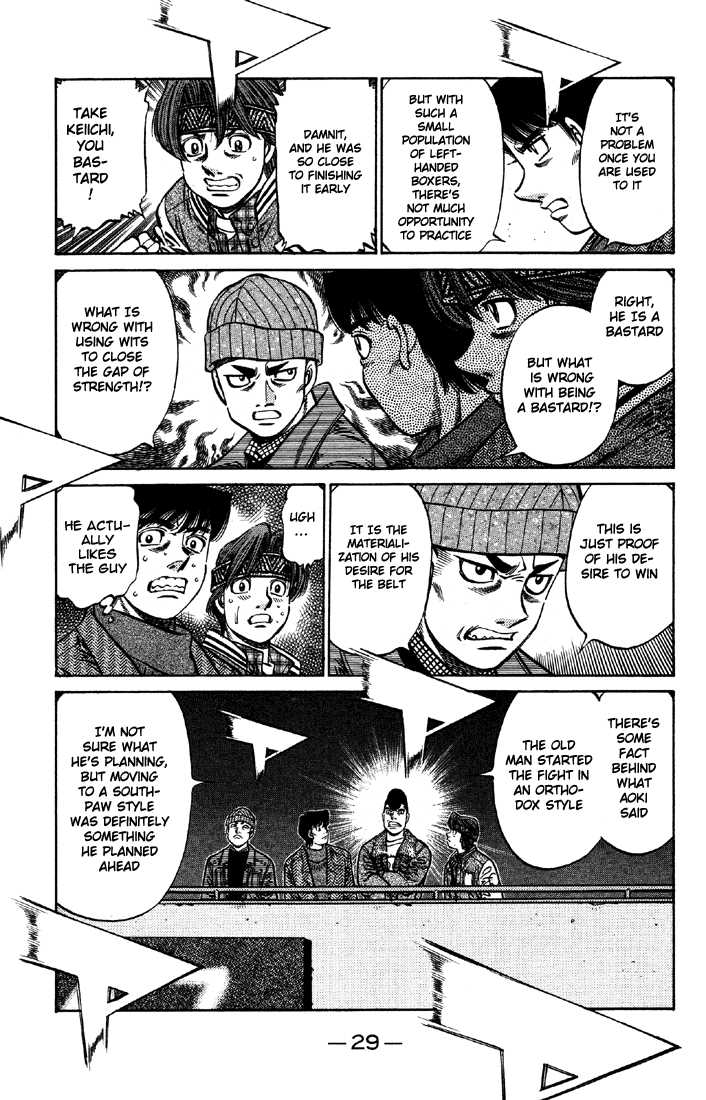 IT'S
NOT A
PROBLEM
ONCE YOU
ARE USED
TO IT
BUT WITH
SUCH A
SMALL
POPULATION
OF LEFT-
HANDED
BOXERS,
THERE'S
NOT MUCH
OPPORTUNITY
TO PRACTICE
DAMNIT,
AND HE WAS
SO CLOSE
TO FINISHING
IT EARLY
TAKE
KEIICHI,
YOU
BAS-
TARD
!
RIGHT,
HE IS A
BASTARD
BUT WHAT
IS WRONG
WITH BEING
A BASTARD!?
WHAT IS
WRONG WITH
USING WITS
TO CLOSE
THE GAP OF
STRENGTH!?
THIS IS
JUST PROOF
OF HIS DE-
SIRE TO WIN
IT IS THE
MATERIALI-
ZATION OF HIS
DESIRE FOR
THE BELT
UGH
...
HE ACTU-
ALLY
LIKES
THE GUY
THERE'S
SOME
FACT
BEHIND
WHAT
AOKI
SAID
THE OLD
MAN STARTED
THE FIGHT IN
AN ORTHO-
DOX STYLE
I'M NOT
SURE WHAT
HE'S PLANNING,
BUT MOVING
TO A SOUTH-
PAW STYLE
WAS DEFINITELY
SOMETHING
HE PLANNED
AHEAD
— 29 —